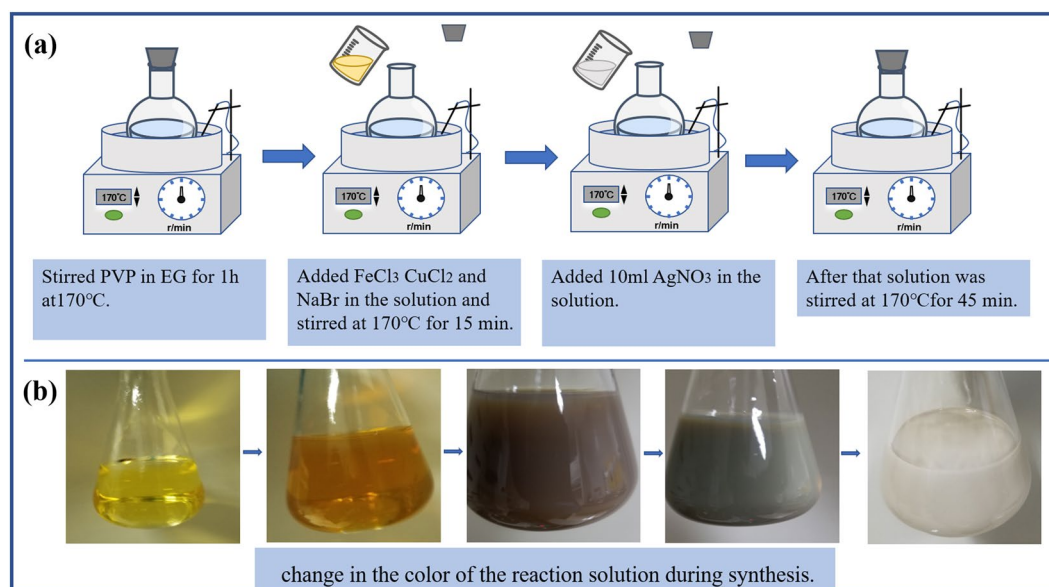 (a)
170℃
r/min
170℃
r/min
170℃
r/min
170℃
r/min
Stirred PVP in EG for 1h
at170℃.
Added FeCl₃ CuCl₂ and
NaBr in the solution and
stirred at 170℃ for 15 min.
Added 10ml AgNO₃ in the
solution.
After that solution was
stirred at 170℃for 45 min.
(b)
change in the color of the reaction solution during synthesis.